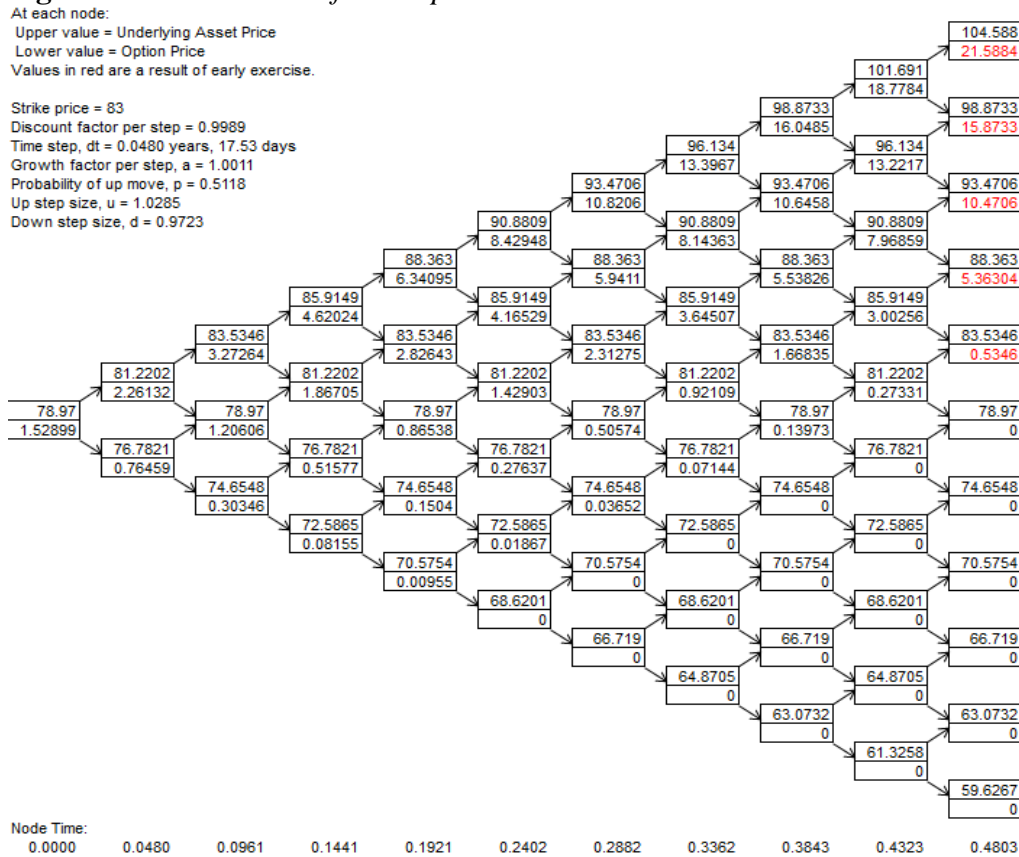 At each node:
Upper value = Underlying Asset Price 104.588
Lower value = Option Price 21.5884
Values in red are a result of early exercise. 101.691
18.7784
Strike price = 83 98.8733 98.8733
Discount factor per step = 0.9989 16.0485 15.8733
Time step, dt = 0.0480 years, 17.53 days 96.134 96.134
Growth factor per step, a = 1.0011 13.3967 13.2217
Probability of up move, p = 0.5118 93.4706 93.4706 93.4706
Up step size, u = 1.0285 10.8206 10.6458 10.4706
Down step size, d = 0.9723 90.8809 90.8809 90.8809
8.42948 8.14363 7.96859
88.363 88.363 88.363 88.363
6.34095 5.9411 5.53826 5.36304
85.9149 85.9149 85.9149 85.9149
4.62024 4.16529 3.64507 3.00256
83.5346 83.5346 83.5346 83.5346 83.5346
3.27264 2.82643 2.31275 1.66835 0.5346
81.2202 81.2202 81.2202 81.2202 81.2202
2.26132 1.86705 1.42903 0.92109 0.27331
78.97 78.97 78.97 78.97 78.97 78.97
1.52899 1.20606 0.86538 0.50574 0.13973 0
76.7821 76.7821 76.7821 76.7821 76.7821
0.76459 0.51577 0.27637 0.07144 0
74.6548 74.6548 74.6548 74.6548 74.6548
0.30346 0.1504 0.03652 0 0
72.5865 72.5865 72.5865 72.5865
0.08155 0.01867 0 0
70.5754 70.5754 70.5754 70.5754
0.00955 0 0 0
68.6201 68.6201 68.6201
0 0 0
66.719 66.719 66.719
0 0 0
64.8705 64.8705
0 0
63.0732 63.0732
0 0
61.3258
0
59.6267
0
Node Time:
0.0000 0.0480 0.0961 0.1441 0.1921 0.2402 0.2882 0.3362 0.3843 0.4323 0.4803